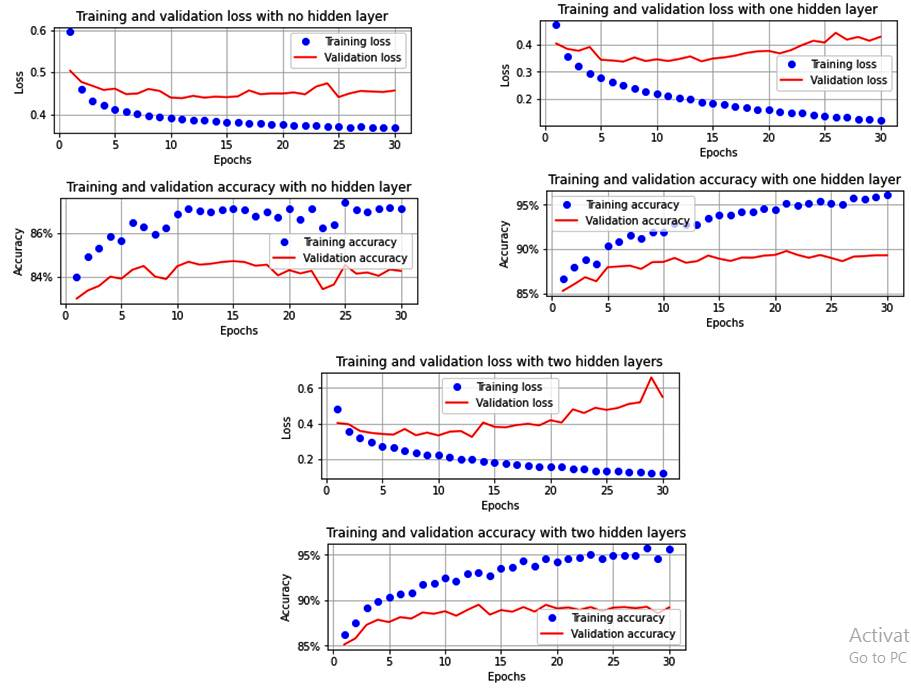 Training and validation loss with no hidden layer
0.6
0.5
0.4
Loss
Training loss
Validation loss
0 5 10 15 20 25 30
Epochs
Training and validation loss with one hidden layer
0.4
0.3
0.2
Loss
Training loss
Validation loss
0 5 10 15 20 25 30
Epochs
Training and validation accuracy with no hidden layer
86%
84%
Accuracy
Training accuracy
Validation accuracy
0 5 10 15 20 25 30
Epochs
Training and validation accuracy with one hidden layer
95%
90%
85%
Accuracy
Training accuracy
Validation accuracy
0 5 10 15 20 25 30
Epochs
Training and validation loss with two hidden layers
0.6
0.4
0.2
Loss
Training loss
Validation loss
0 5 10 15 20 25 30
Epochs
Training and validation accuracy with two hidden layers
95%
90%
85%
Accuracy
Training accuracy
Validation accuracy
0 5 10 15 20 25 30
Epochs
Activat
Go to PC